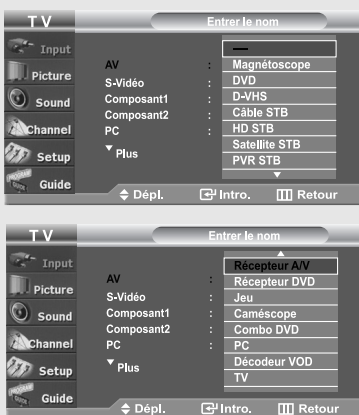 TV Entrer le nom
Input
Picture
Sound
Channel
Setup
Guide
—
AV : Magnétoscope
S-Vidéo : DVD
Composant1 : D-VHS
Composant2 : Câble STB
PC : HD STB
▼ Plus Satellite STB
PVR STB
▼
Dépl. Intro. Retour
TV Entrer le nom
Input
Picture
Sound
Channel
Setup
Guide
▲
Récepteur A/V
AV : Récepteur DVD
S-Vidéo : Jeu
Composant1 : Caméscope
Composant2 : Combo DVD
PC : PC
▼ Plus Décodeur VOD
TV
Dépl. Intro. Retour